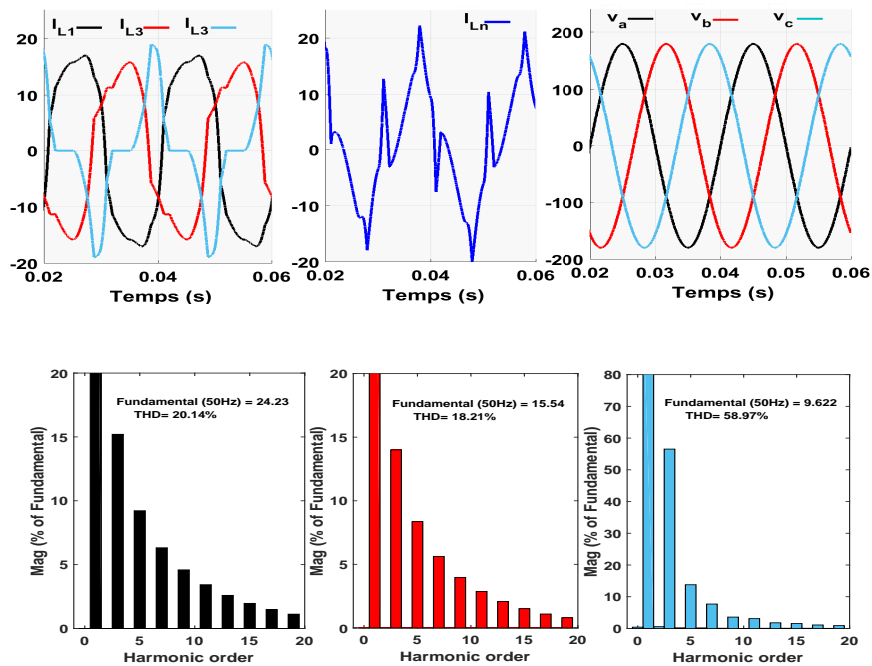 I_L1 I_L3 I_L3
20
10
0
-10
-20
0.02 0.04 0.06
Temps (s)
I_Ln
20
10
0
-10
-20
0.02 0.04 0.06
Temps (s)
v_a v_b v_c
200
100
0
-100
-200
0.02 0.03 0.04 0.05 0.06
Temps (s)
20
15
10
5
0
Mag (% of Fundamental)
Fundamental (50Hz) = 24.23
THD= 20.14%
0 5 10 15 20
Harmonic order
20
15
10
5
0
Mag (% of Fundamental)
Fundamental (50Hz) = 15.54
THD= 18.21%
0 5 10 15 20
Harmonic order
80
70
60
50
40
30
20
10
0
Mag (% of Fundamental)
Fundamental (50Hz) = 9.622
THD= 58.97%
0 5 10 15 20
Harmonic order